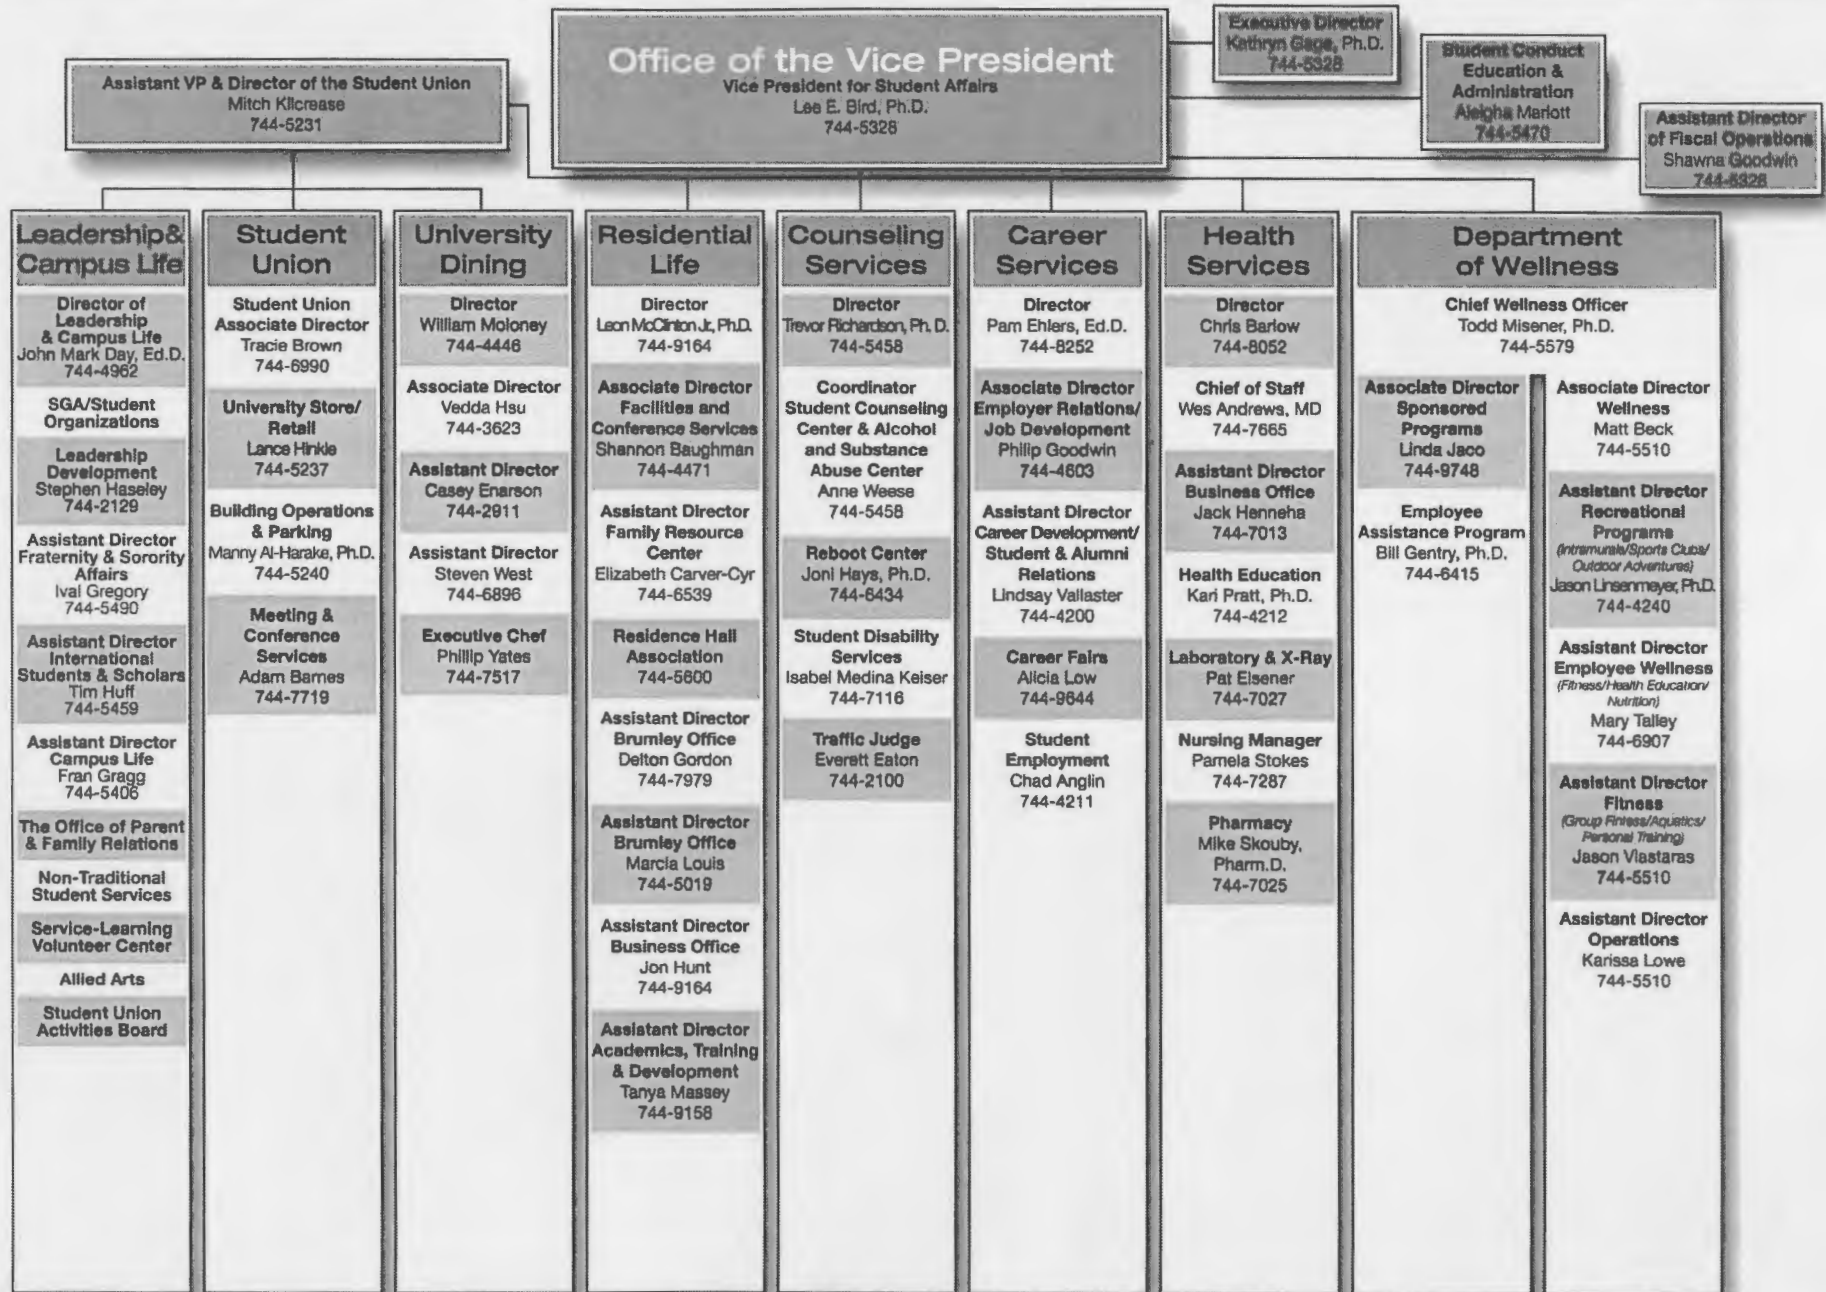 Office of the Vice President
Vice President for Student Affairs
Lee E. Bird, Ph.D.
744-5328
Assistant VP & Director of the Student Union
Mitch Kilcrease
744-5231
Executive Director
Kathryn Gage, Ph.D.
744-5328
Student Conduct
Education &
Administration
Aleigha Mariott
744-5470
Assistant Director
of Fiscal Operations
Shawna Goodwin
744-5328
Leadership&
Campus Life
Director of
Leadership
& Campus Life
John Mark Day, Ed.D.
744-4962
SGA/Student
Organizations
Leadership
Development
Stephen Haseley
744-2129
Assistant Director
Fraternity & Sorority
Affairs
Ival Gregory
744-5490
Assistant Director
International
Students & Scholars
Tim Huff
744-5459
Assistant Director
Campus Life
Fran Gragg
744-5406
The Office of Parent
& Family Relations
Non-Traditional
Student Services
Service-Learning
Volunteer Center
Allied Arts
Student Union
Activities Board
Student
Union
Student Union
Associate Director
Tracie Brown
744-6990
University Store/
Retail
Lance Hinkle
744-5237
Building Operations
& Parking
Manny Al-Harake, Ph.D.
744-5240
Meeting &
Conference
Services
Adam Barnes
744-7719
University
Dining
Director
William Moloney
744-4446
Associate Director
Vedda Hsu
744-3623
Assistant Director
Casey Enarson
744-2911
Assistant Director
Steven West
744-6896
Executive Chef
Phillip Yates
744-7517
Residential
Life
Director
Leon McClinton Jr., Ph.D.
744-9164
Associate Director
Facilities and
Conference Services
Shannon Baughman
744-4471
Assistant Director
Family Resource
Center
Elizabeth Carver-Cyr
744-6539
Residence Hall
Association
744-5600
Assistant Director
Brumley Office
Delton Gordon
744-7979
Assistant Director
Brumley Office
Marcia Louis
744-5019
Assistant Director
Business Office
Jon Hunt
744-9164
Assistant Director
Academics, Training
& Development
Tanya Massey
744-9158
Counseling
Services
Director
Trevor Richardson, Ph. D.
744-5458
Coordinator
Student Counseling
Center & Alcohol
and Substance
Abuse Center
Anne Weese
744-5458
Reboot Center
Joni Hays, Ph.D.
744-6434
Student Disability
Services
Isabel Medina Keiser
744-7116
Traffic Judge
Everett Eaton
744-2100
Career
Services
Director
Pam Ehlers, Ed.D.
744-8252
Associate Director
Employer Relations/
Job Development
Philip Goodwin
744-4603
Assistant Director
Career Development/
Student & Alumni
Relations
Lindsay Vallaster
744-4200
Career Fairs
Alicia Low
744-9644
Student
Employment
Chad Anglin
744-4211
Health
Services
Director
Chris Barlow
744-8052
Chief of Staff
Wes Andrews, MD
744-7665
Assistant Director
Business Office
Jack Henneha
744-7013
Health Education
Kari Pratt, Ph.D.
744-4212
Laboratory & X-Ray
Pat Elsener
744-7027
Nursing Manager
Pamela Stokes
744-7287
Pharmacy
Mike Skouby,
Pharm.D.
744-7025
Department
of Wellness
Chief Wellness Officer
Todd Misener, Ph.D.
744-5579
Associate Director
Sponsored
Programs
Linda Jaco
744-9748
Employee
Assistance Program
Bill Gentry, Ph.D.
744-6415
Associate Director
Wellness
Matt Beck
744-5510
Assistant Director
Recreational
Programs
(Intramurals/Sports Clubs/
Outdoor Adventures)
Jason Linsenmeyer, Ph.D.
744-4240
Assistant Director
Employee Wellness
(Fitness/Health Education/
Nutrition)
Mary Talley
744-6907
Assistant Director
Fitness
(Group Fintess/Aquatics/
Personal Training)
Jason Vlastaras
744-5510
Assistant Director
Operations
Karissa Lowe
744-5510